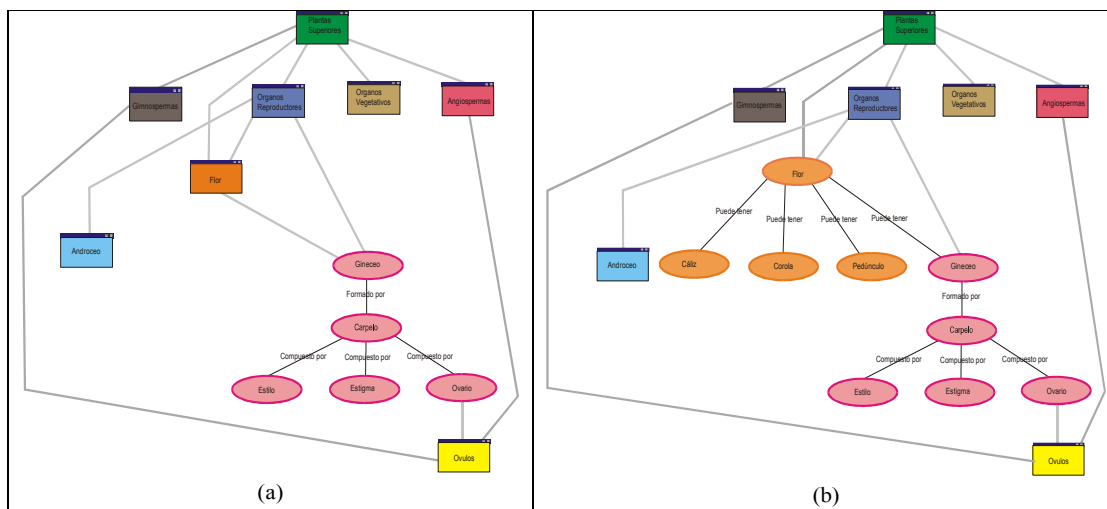 Plantas
Superiores
Gimnospermas
Organos
Reproductores
Organos
Vegetativos
Angiospermas
Flor
Androceo
Gineceo
Formado por
Carpelo
Compuesto por
Compuesto por
Compuesto por
Estilo
Estigma
Ovario
Ovulos
(a)
Plantas
Superiores
Gimnospermas
Organos
Reproductores
Organos
Vegetativos
Angiospermas
Flor
Puede tener
Puede tener
Puede tener
Puede tener
Androceo
Cáliz
Corola
Pedúnculo
Gineceo
Formado por
Carpelo
Compuesto por
Compuesto por
Compuesto por
Estilo
Estigma
Ovario
Ovulos
(b)